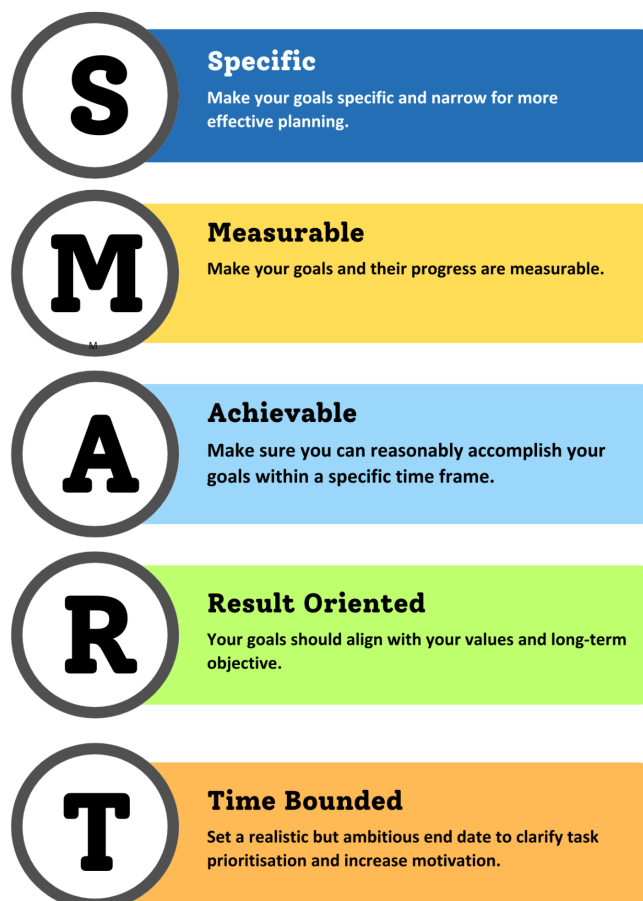 S
Specific
Make your goals specific and narrow for more
effective planning.
M
Measurable
Make your goals and their progress are measurable.
M
A
Achievable
Make sure you can reasonably accomplish your
goals within a specific time frame.
R
Result Oriented
Your goals should align with your values and long-term
objective.
T
Time Bounded
Set a realistic but ambitious end date to clarify task
prioritisation and increase motivation.